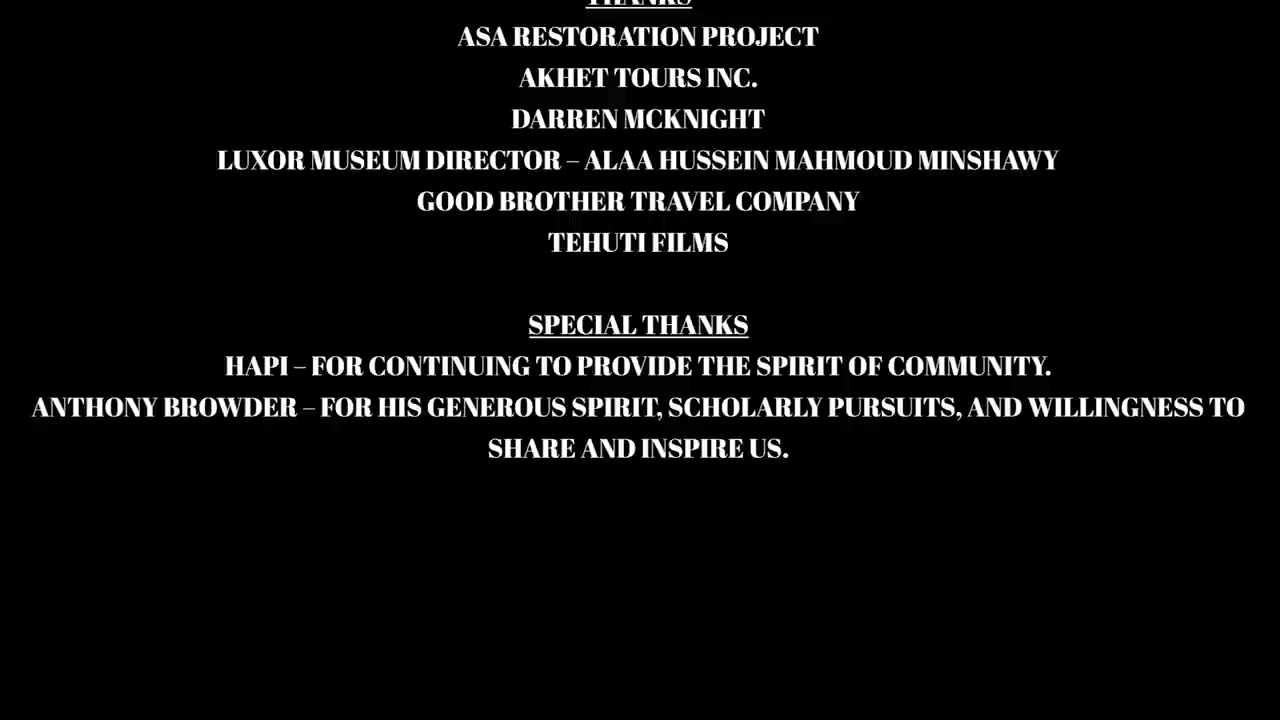 THANKS
ASA RESTORATION PROJECT
AKHET TOURS INC.
DARREN MCKNIGHT
LUXOR MUSEUM DIRECTOR – ALAA HUSSEIN MAHMOUD MINSHAWY
GOOD BROTHER TRAVEL COMPANY
TEHUTI FILMS
SPECIAL THANKS
HAPI – FOR CONTINUING TO PROVIDE THE SPIRIT OF COMMUNITY.
ANTHONY BROWDER – FOR HIS GENEROUS SPIRIT, SCHOLARLY PURSUITS, AND WILLINGNESS TO
SHARE AND INSPIRE US.